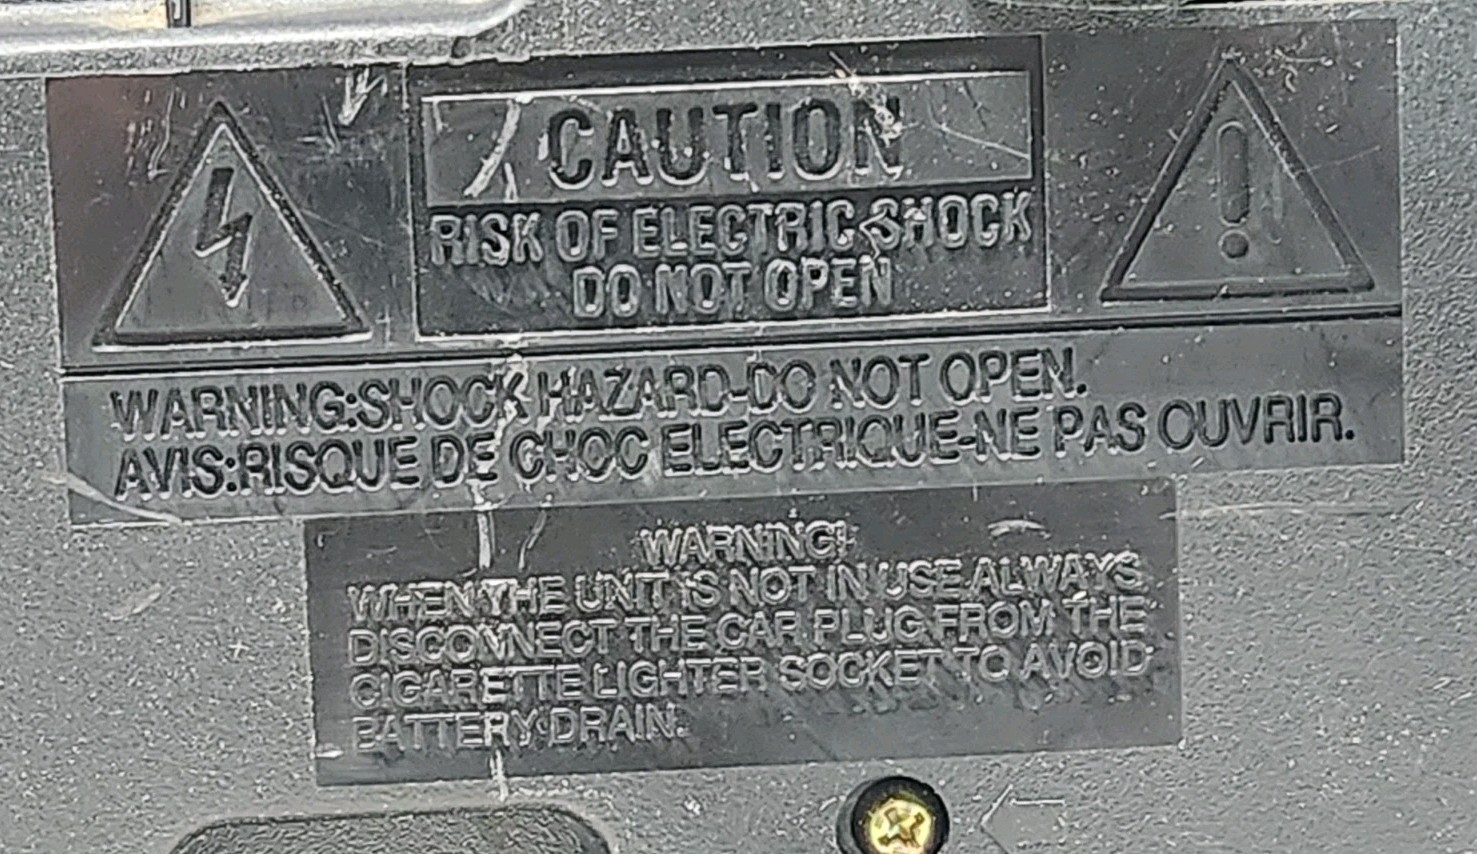 CAUTION
RISK OF ELECTRIC SHOCK
DO NOT OPEN
WARNING:SHOCK HAZARD-DO NOT OPEN.
AVIS:RISQUE DE CHOC ELECTRIQUE-NE PAS OUVRIR.
WARNING!
WHEN THE UNIT IS NOT IN USE ALWAYS
DISCONNECT THE CAR PLUG FROM THE
CIGARETTE LIGHTER SOCKET TO AVOID
BATTERY DRAIN.